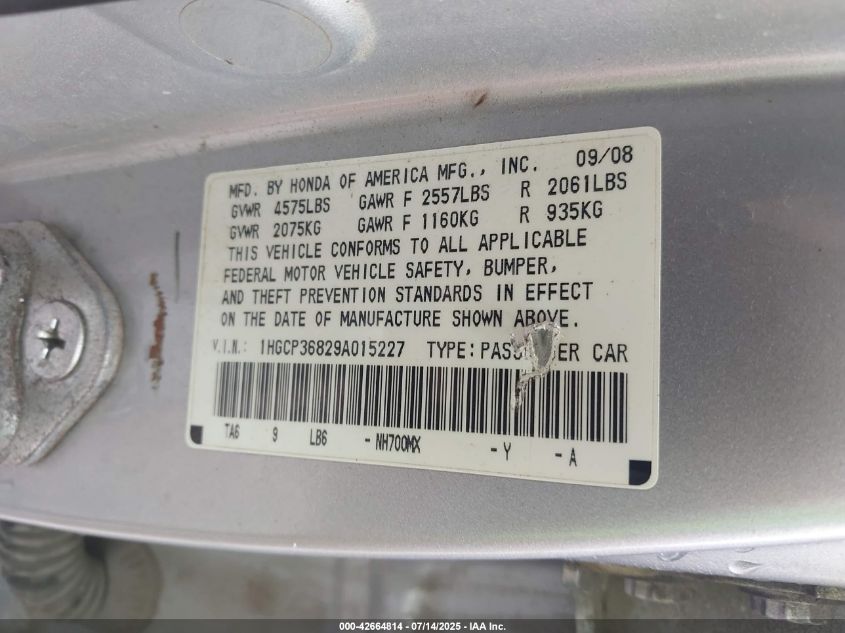 MFD. BY HONDA OF AMERICA MFG., INC. 09/08
GVWR 4575LBS GAWR F 2557LBS R 2061LBS
GVWR 2075KG GAWR F 1160KG R 935KG
THIS VEHICLE CONFORMS TO ALL APPLICABLE
FEDERAL MOTOR VEHICLE SAFETY, BUMPER,
AND THEFT PREVENTION STANDARDS IN EFFECT
ON THE DATE OF MANUFACTURE SHOWN ABOVE.
V.I.N.: 1HGCP36829A015227 TYPE: CAR
TA6 9 LB6 -NH700MX -Y -A
000-42664814 - 07/14/2025 - IAA Inc.